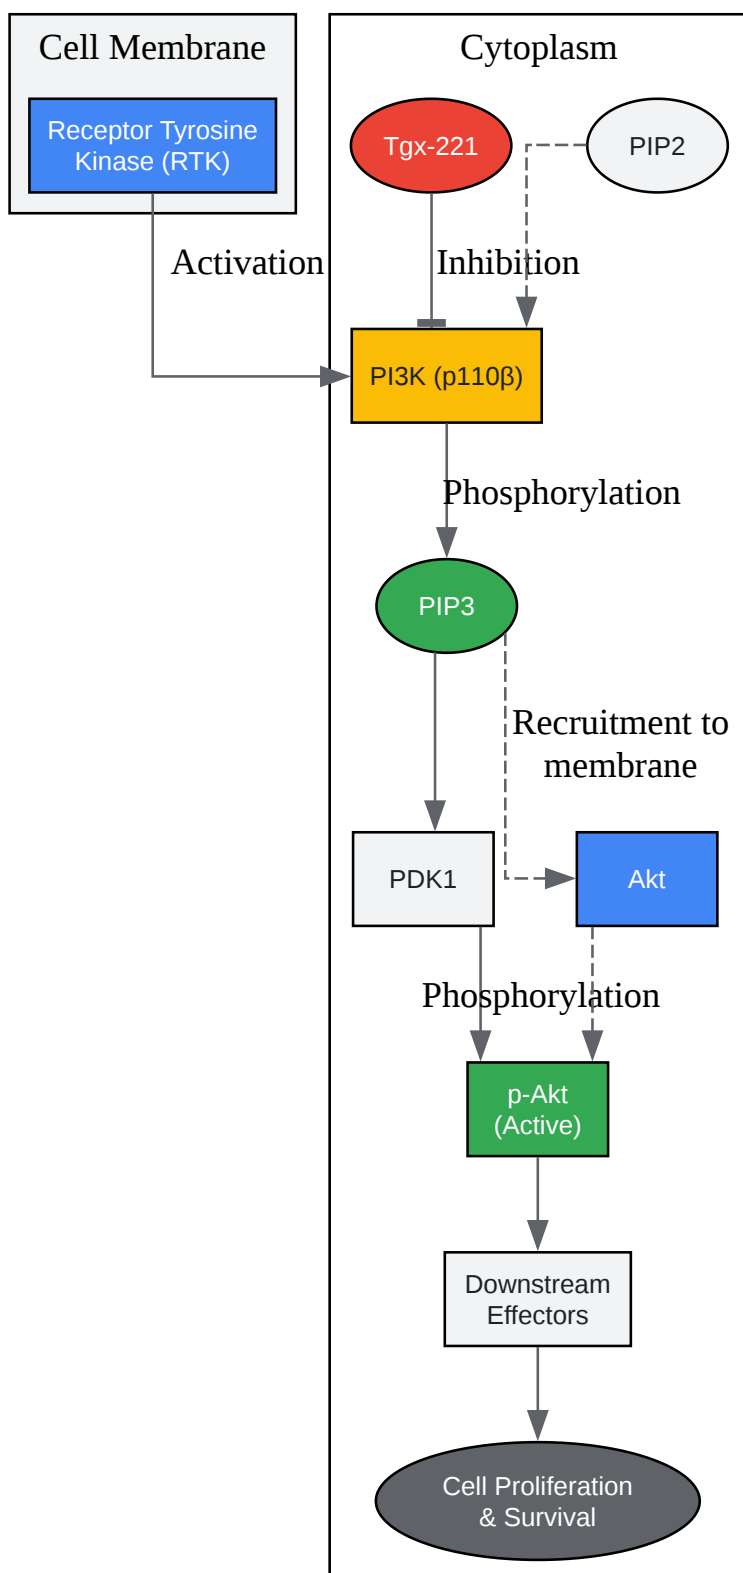 Cell Membrane
Receptor Tyrosine
Kinase (RTK)
Cytoplasm
Tgx-221
PIP2
Activation
Inhibition
PI3K (p110β)
Phosphorylation
PIP3
Recruitment to
membrane
PDK1
Akt
Phosphorylation
p-Akt
(Active)
Downstream
Effectors
Cell Proliferation
& Survival